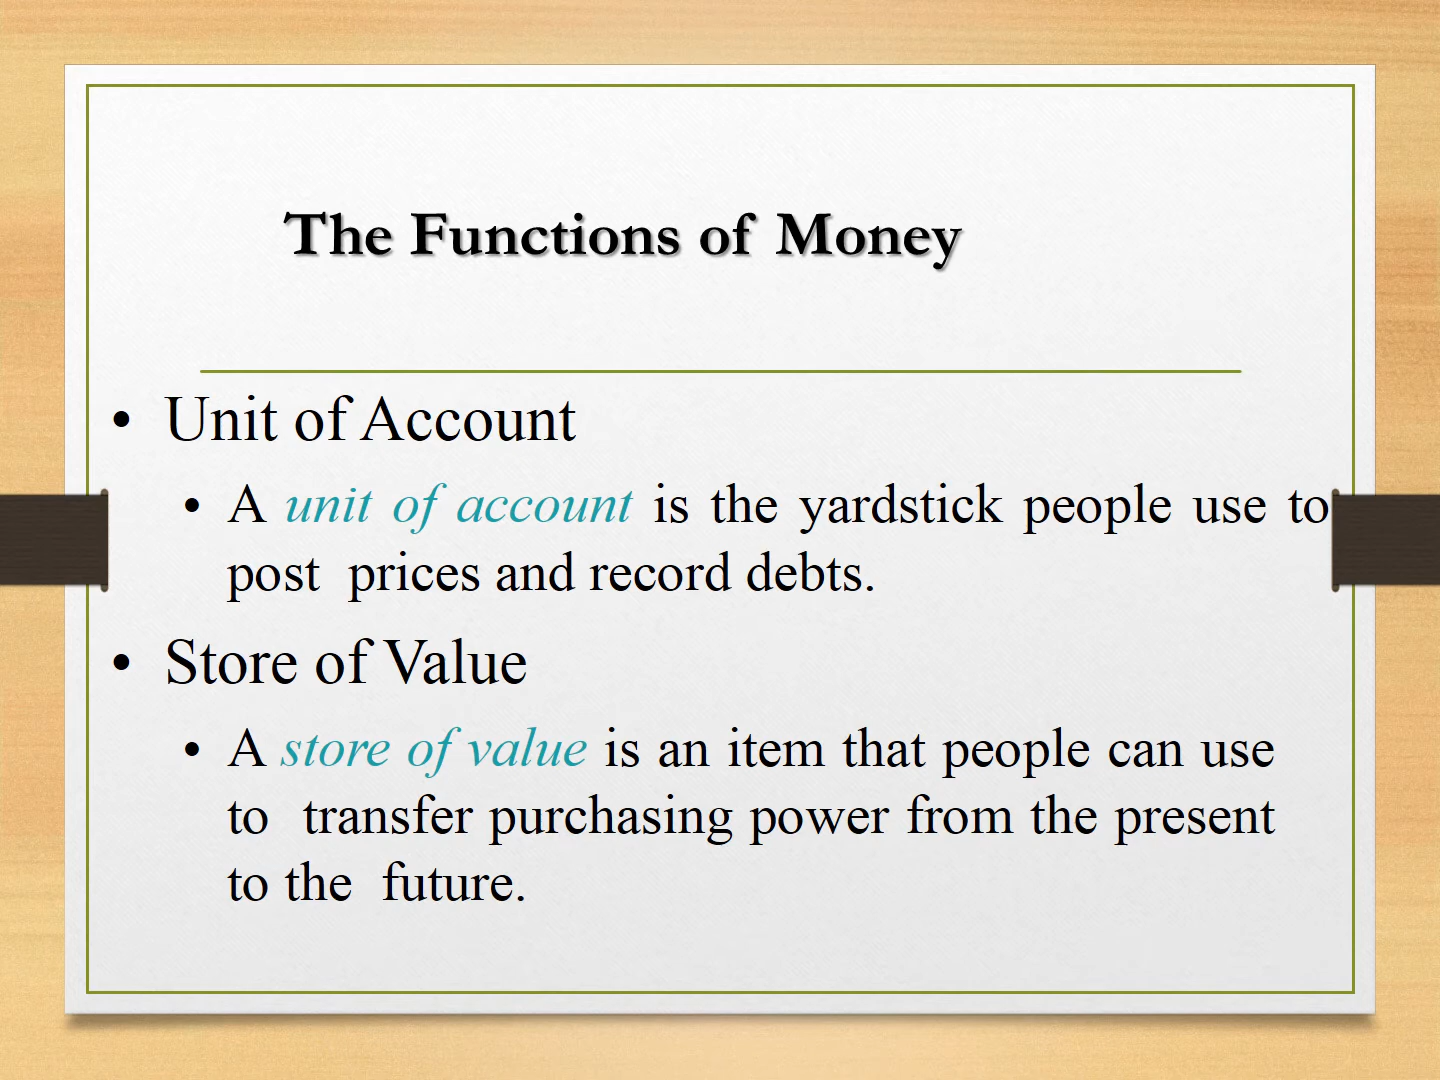 The Functions of Money
• Unit of Account
• A unit of account is the yardstick people use to
post  prices and record debts.
• Store of Value
• A store of value is an item that people can use
to  transfer purchasing power from the present
to the  future.